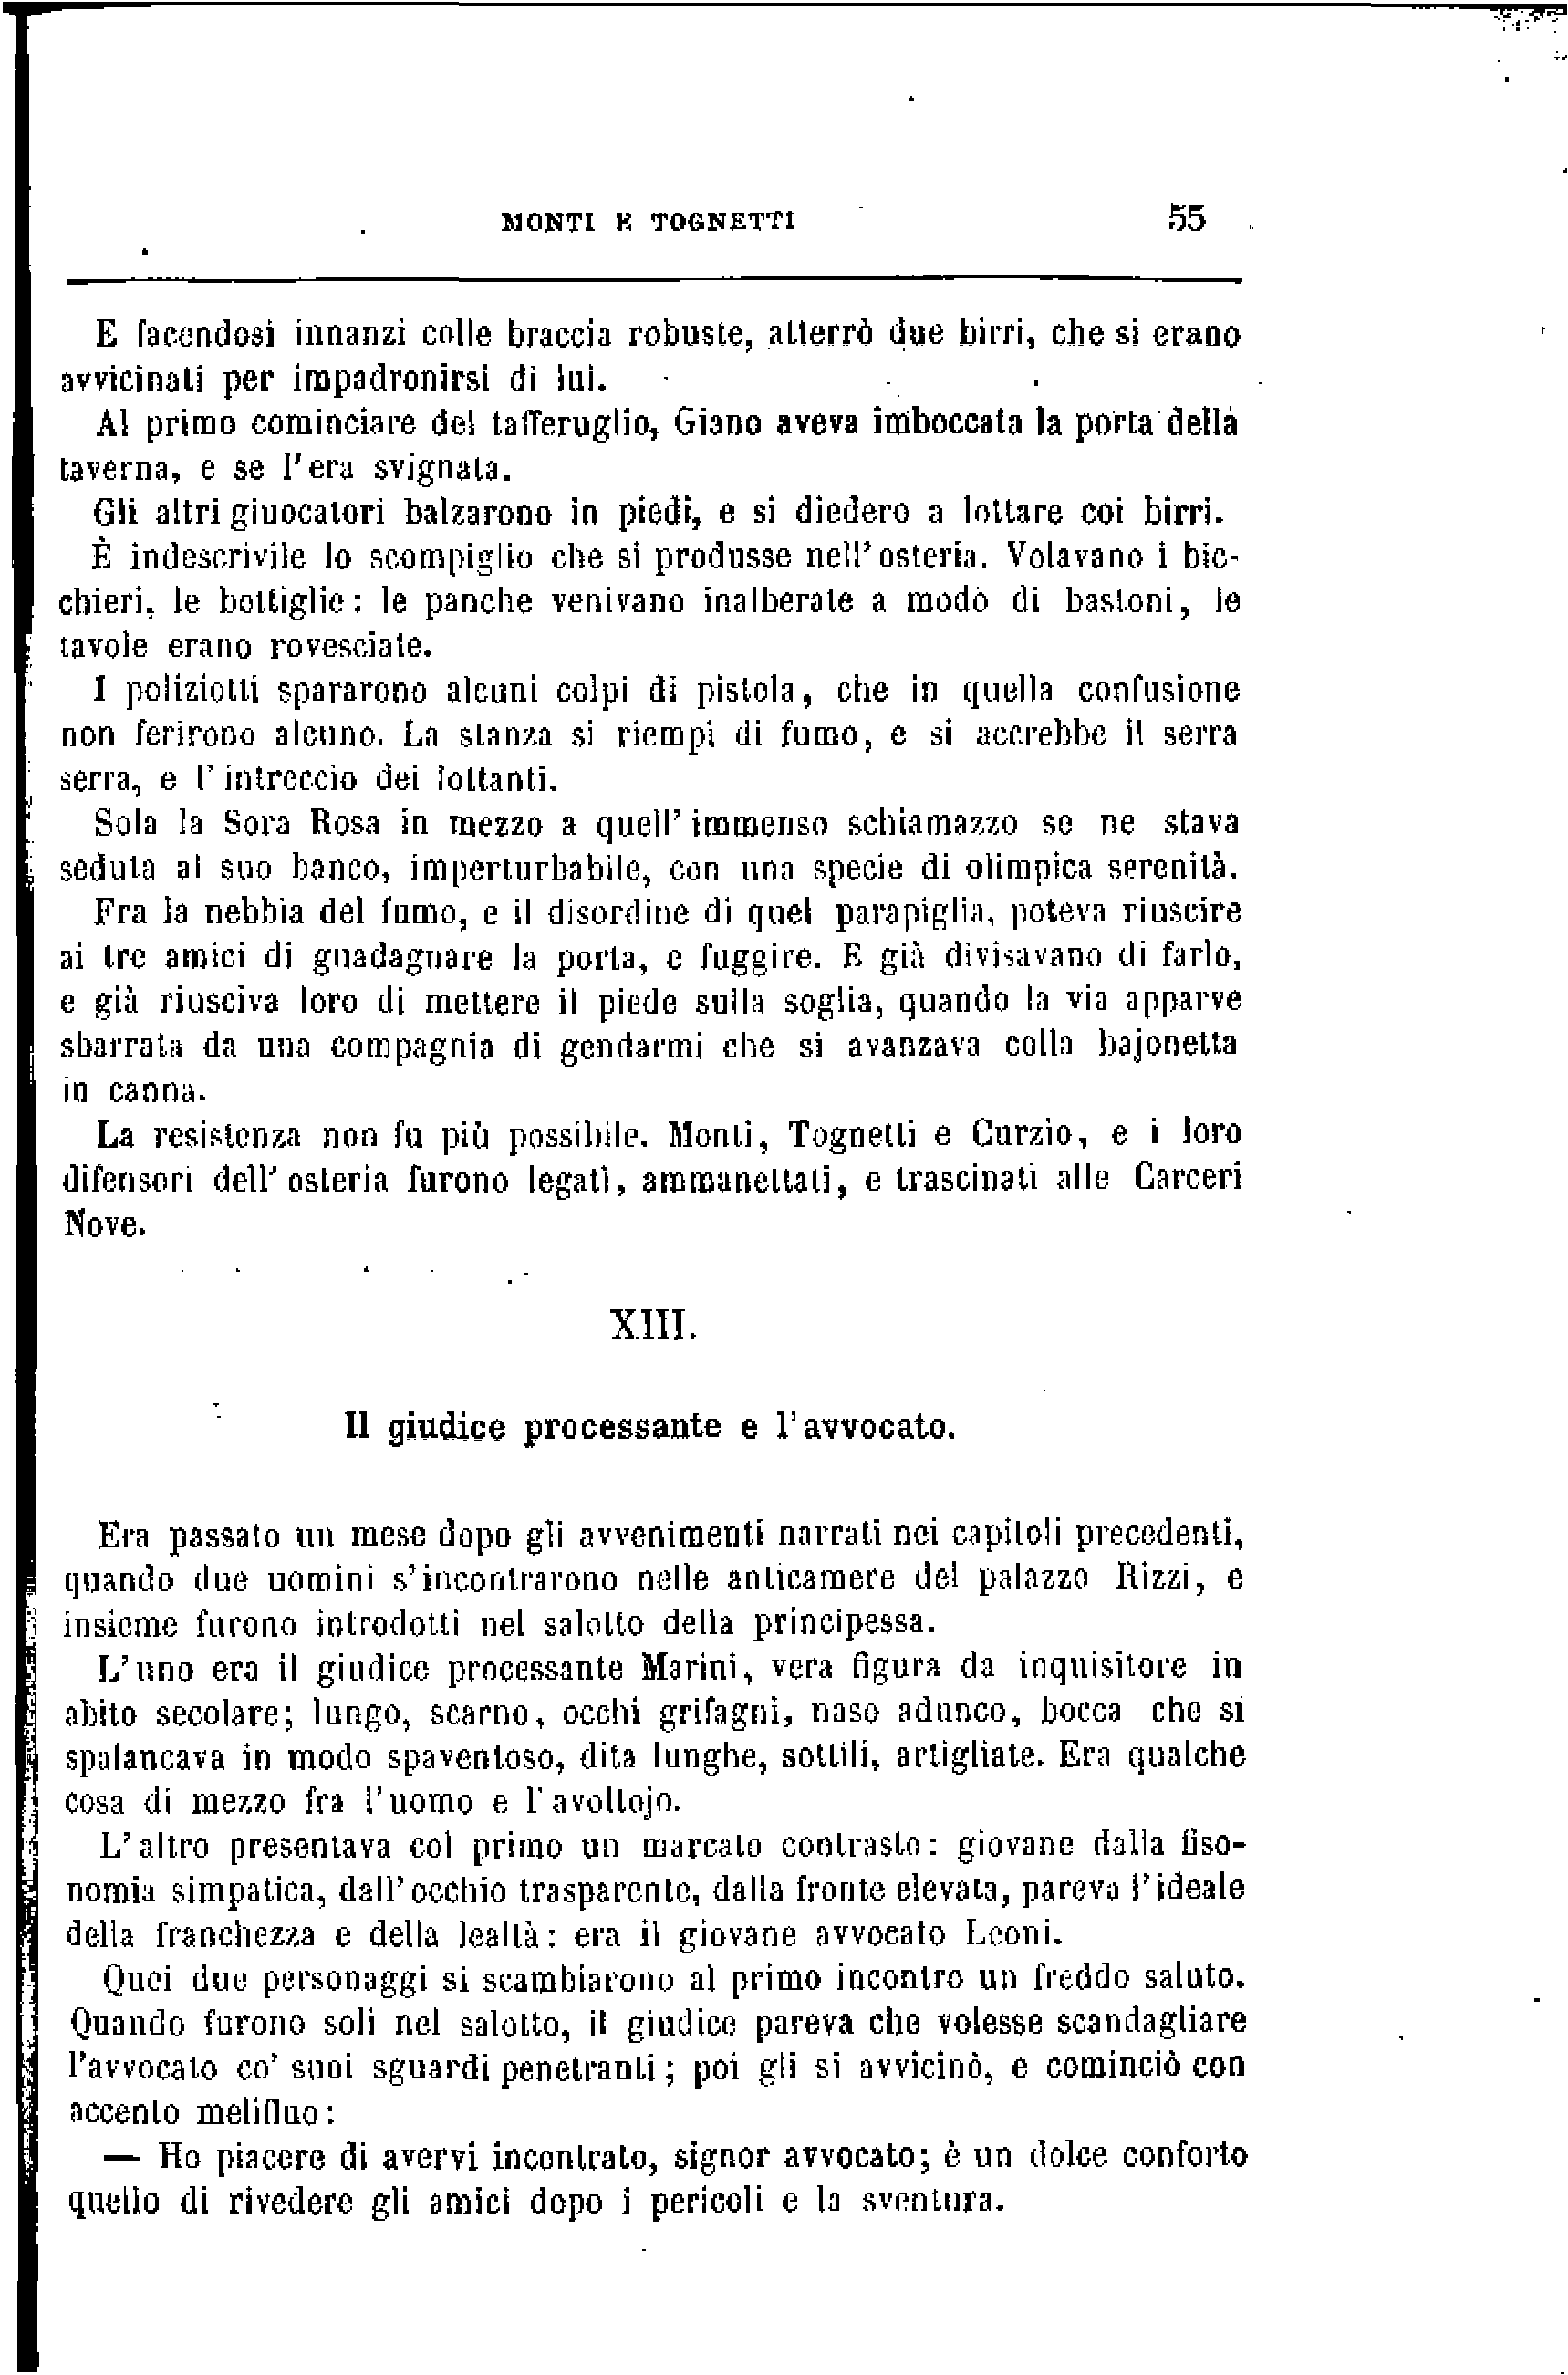 MONTI E TOGNETTI 55
E facendosi innanzi colle braccia robuste, atterrò due birri, che si erano
avvicinati per impadronirsi di lui.
Al primo cominciare del tafferuglio, Giano aveva imboccata la porta della
taverna, e se l'era svignata.
Gli altri giuocatori balzarono in piedi, e si diedero a lottare coi birri.
È indescrivile lo scompiglio che si produsse nell'osteria. Volavano i bic-
chieri, le bottiglie: le panche venivano inalberate a modo di bastoni, le
tavole erano rovesciate.
I poliziotti spararono alcuni colpi di pistola, che in quella confusione
non ferirono alcuno. La stanza si riempì di fumo, e si accrebbe il serra
serra, e l'intreccio dei lottanti.
Sola la Sora Rosa in mezzo a quell'immenso schiamazzo se ne stava
seduta al suo banco, imperturbabile, con una specie di olimpica serenità.
Fra la nebbia del fumo, e il disordine di quel parapiglia, poteva riuscire
ai tre amici di guadagnare la porta, e fuggire. E già divisavano di farlo,
e già riusciva loro di mettere il piede sulla soglia, quando la via apparve
sbarrata da una compagnia di gendarmi che si avanzava colla bajonetta
in canna.
La resistenza non fu più possibile. Monti, Tognetti e Curzio, e i loro
difensori dell'osteria furono legati, ammanettati, e trascinati alle Carceri
Nove.
XIII.
Il giudice processante e l'avvocato.
Era passato un mese dopo gli avvenimenti narrati nei capitoli precedenti,
quando due uomini s'incontrarono nelle anticamere del palazzo Rizzi, e
insieme furono introdotti nel salotto della principessa.
L'uno era il giudice processante Marini, vera figura da inquisitore in
abito secolare; lungo, scarno, occhi grifagni, naso adunco, bocca che si
spalancava in modo spaventoso, dita lunghe, sottili, artigliate. Era qualche
cosa di mezzo fra l'uomo e l'avoltojo.
L'altro presentava col primo un marcato contrasto: giovane dalla fiso-
nomia simpatica, dall'occhio trasparente, dalla fronte elevata, pareva l'ideale
della franchezza e della lealtà: era il giovane avvocato Leoni.
Quei due personaggi si scambiarono al primo incontro un freddo saluto.
Quando furono soli nel salotto, il giudice pareva che volesse scandagliare
l'avvocato co' suoi sguardi penetranti; poi gli si avvicinò, e cominciò con
accento melifluo:
— Ho piacere di avervi incontrato, signor avvocato; è un dolce conforto
quello di rivedere gli amici dopo i pericoli e la sventura.